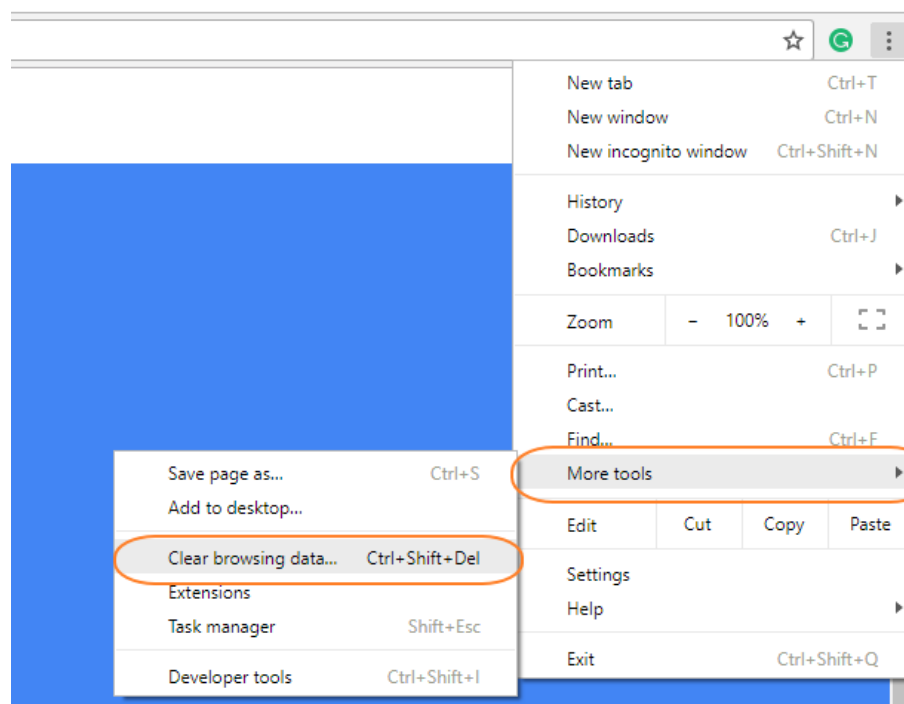 New tab Ctrl+T
New window Ctrl+N
New incognito window Ctrl+Shift+N
History
Downloads Ctrl+J
Bookmarks
Zoom - 100% +
Print... Ctrl+P
Cast...
Find... Ctrl+F
More tools
Edit Cut Copy Paste
Settings
Help
Exit Ctrl+Shift+Q
Save page as... Ctrl+S
Add to desktop...
Clear browsing data... Ctrl+Shift+Del
Extensions
Task manager Shift+Esc
Developer tools Ctrl+Shift+I